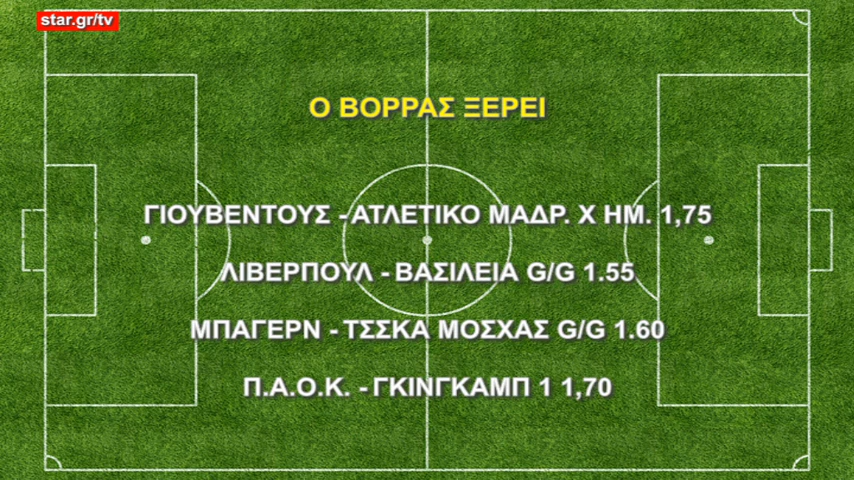 star.gr/tv
Ο ΒΟΡΡΑΣ ΞΕΡΕΙ
ΓΙΟΥΒΕΝΤΟΥΣ - ΑΤΛΕΤΙΚΟ ΜΑΔΡ. Χ ΗΜ. 1,75
ΛΙΒΕΡΠΟΥΛ - ΒΑΣΙΛΕΙΑ G/G 1.55
ΜΠΑΓΕΡΝ - ΤΣΣΚΑ ΜΟΣΧΑΣ G/G 1.60
Π.Α.Ο.Κ. - ΓΚΙΝΓΚΑΜΠ 1 1,70